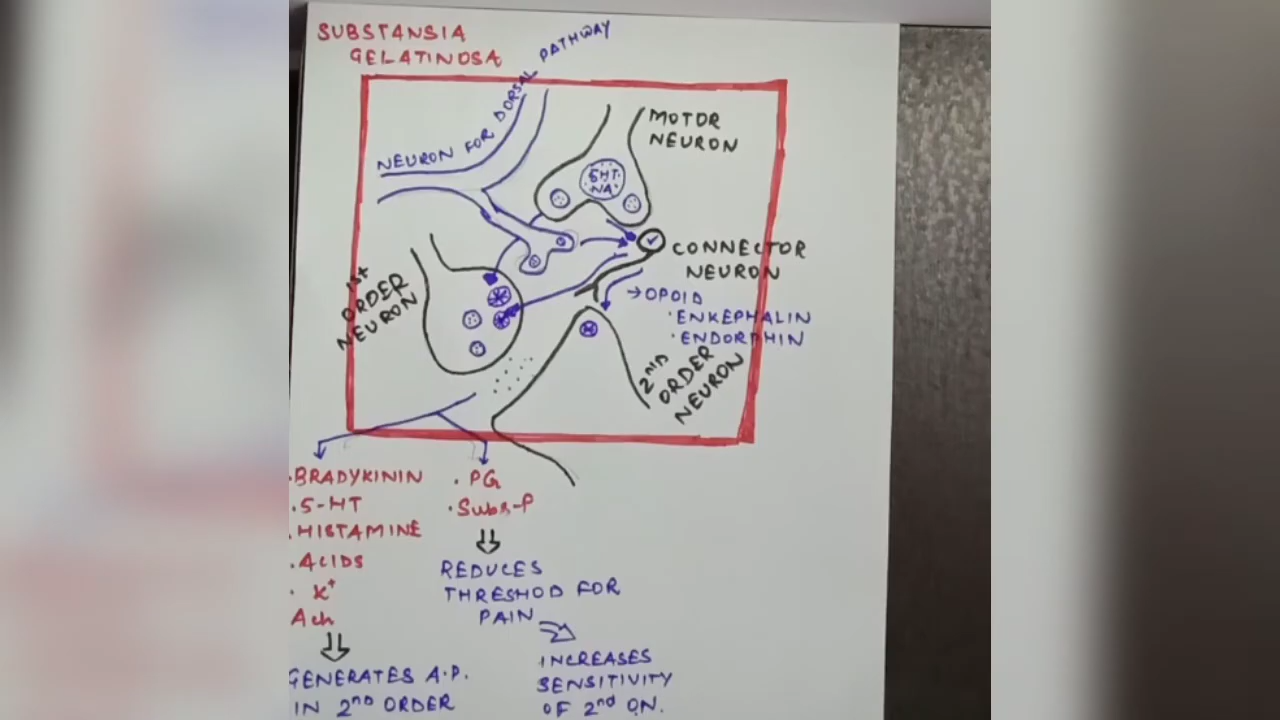 SUBSTANSIA
GELATINOSA
NEURON FOR DORSAL PATHWAY
MOTOR
NEURON
5HT
NA
CONNECTOR
NEURON
→OPOID
·ENKEPHALIN
·ENDORPHIN
1st
ORDER
NEURON
2ND
ORDER
NEURON
·BRADYKININ
·5-HT
·HISTAMINE
·ACIDS
·K+
Ach
GENERATES A.P.
IN 2nd ORDER
·PG
·Subs-P
REDUCES
THRESHOD FOR
PAIN
INCREASES
SENSITIVITY
OF 2nd O.N.